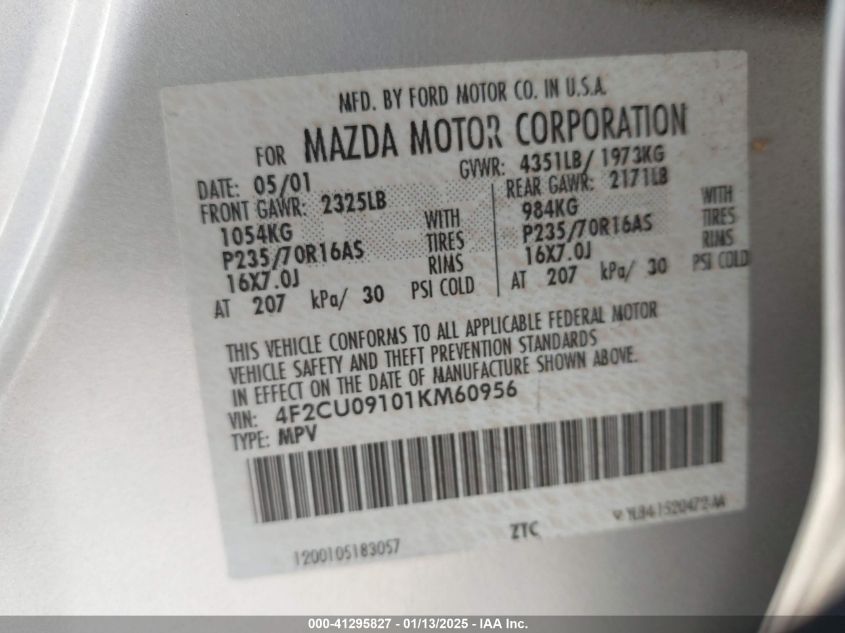 MFD. BY FORD MOTOR CO. IN U.S.A.
FOR MAZDA MOTOR CORPORATION
DATE: 05/01 GVWR: 4351LB/ 1973KG
FRONT GAWR: 2325LB REAR GAWR: 2171LB
1054KG WITH 984KG WITH
P235/70R16AS TIRES P235/70R16AS TIRES
16X7.0J RIMS 16X7.0J RIMS
AT 207 kPa/ 30 PSI COLD AT 207 kPa/ 30 PSI COLD
THIS VEHICLE CONFORMS TO ALL APPLICABLE FEDERAL MOTOR
VEHICLE SAFETY AND THEFT PREVENTION STANDARDS
IN EFFECT ON THE DATE OF MANUFACTURE SHOWN ABOVE.
VIN: 4F2CU09101KM60956
TYPE: MPV
1200105183057 ZTC YL84-1520472-AA
000-41295827 - 01/13/2025 - IAA Inc.